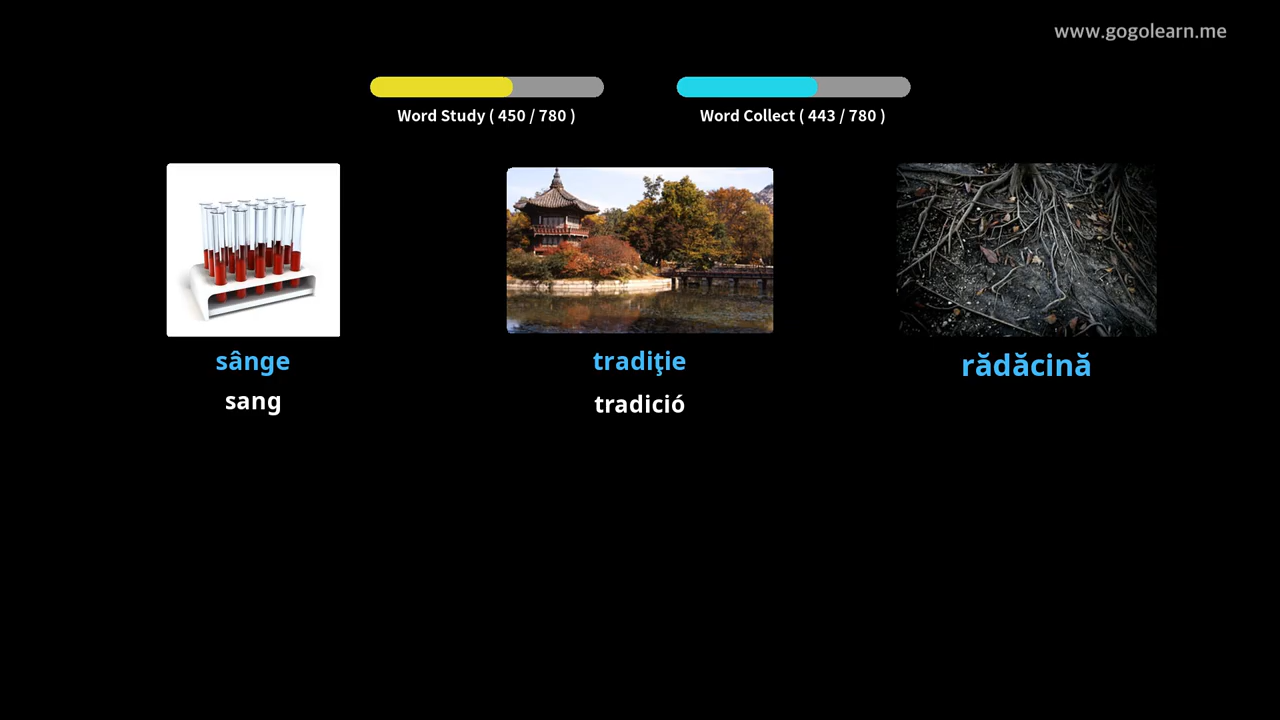 www.gogolearn.me
Word Study ( 450 / 780 )
Word Collect ( 443 / 780 )
sânge
sang
tradiţie
tradició
rădăcină